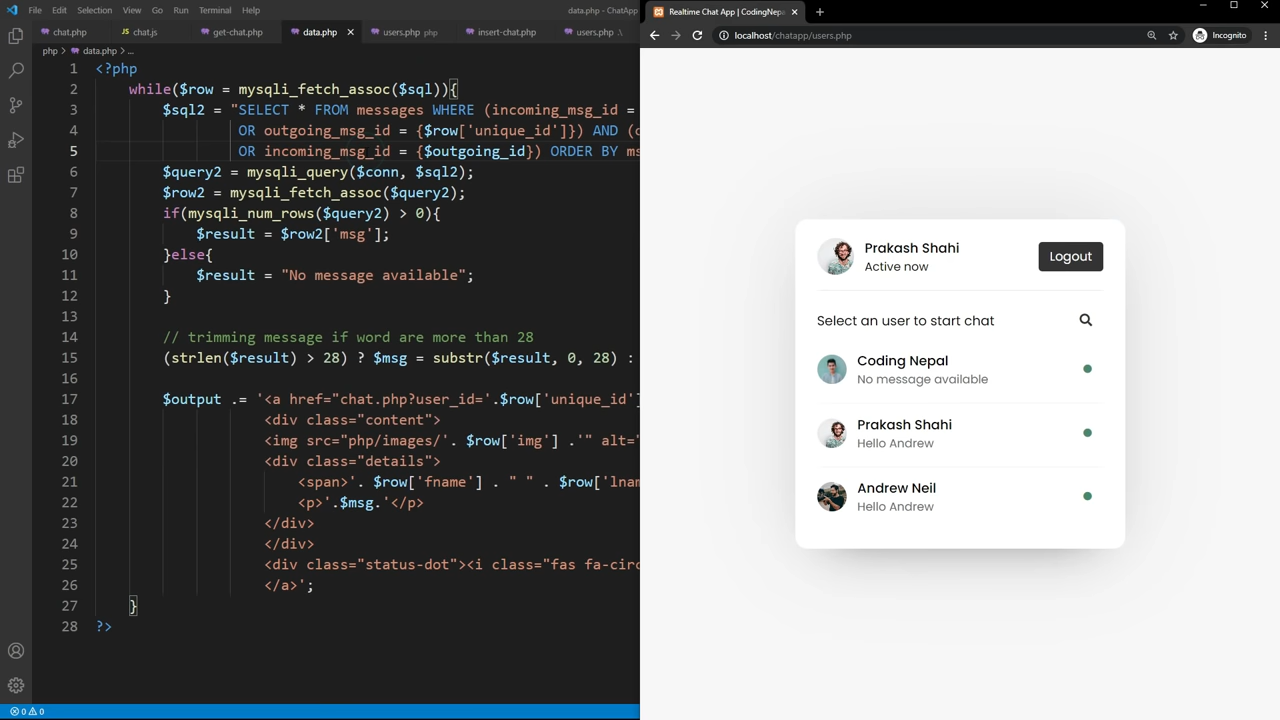 File Edit Selection View Go Run Terminal Help data.php - ChatApp
chat.php chat.js get-chat.php data.php users.php php insert-chat.php users.php .\
php > data.php > ...
1 <?php
2 while($row = mysqli_fetch_assoc($sql)){
3 $sql2 = "SELECT * FROM messages WHERE (incoming_msg_id =
4 OR outgoing_msg_id = {$row['unique_id']}) AND (o
5 OR incoming_msg_id = {$outgoing_id}) ORDER BY ms
6 $query2 = mysqli_query($conn, $sql2);
7 $row2 = mysqli_fetch_assoc($query2);
8 if(mysqli_num_rows($query2) > 0){
9 $result = $row2['msg'];
10 }else{
11 $result = "No message available";
12 }
13
14 // trimming message if word are more than 28
15 (strlen($result) > 28) ? $msg = substr($result, 0, 28) :
16
17 $output .= '<a href="chat.php?user_id='.$row['unique_id']
18 <div class="content">
19 <img src="php/images/'. $row['img'] .'" alt="
20 <div class="details">
21 <span>'. $row['fname'] . " " . $row['lnam
22 <p>'.$msg.'</p>
23 </div>
24 </div>
25 <div class="status-dot"><i class="fas fa-circ
26 </a>';
27 }
28 ?>
0 0
Realtime Chat App | CodingNepa
localhost/chatapp/users.php Incognito
Prakash Shahi
Active now
Logout
Select an user to start chat
Coding Nepal
No message available
Prakash Shahi
Hello Andrew
Andrew Neil
Hello Andrew